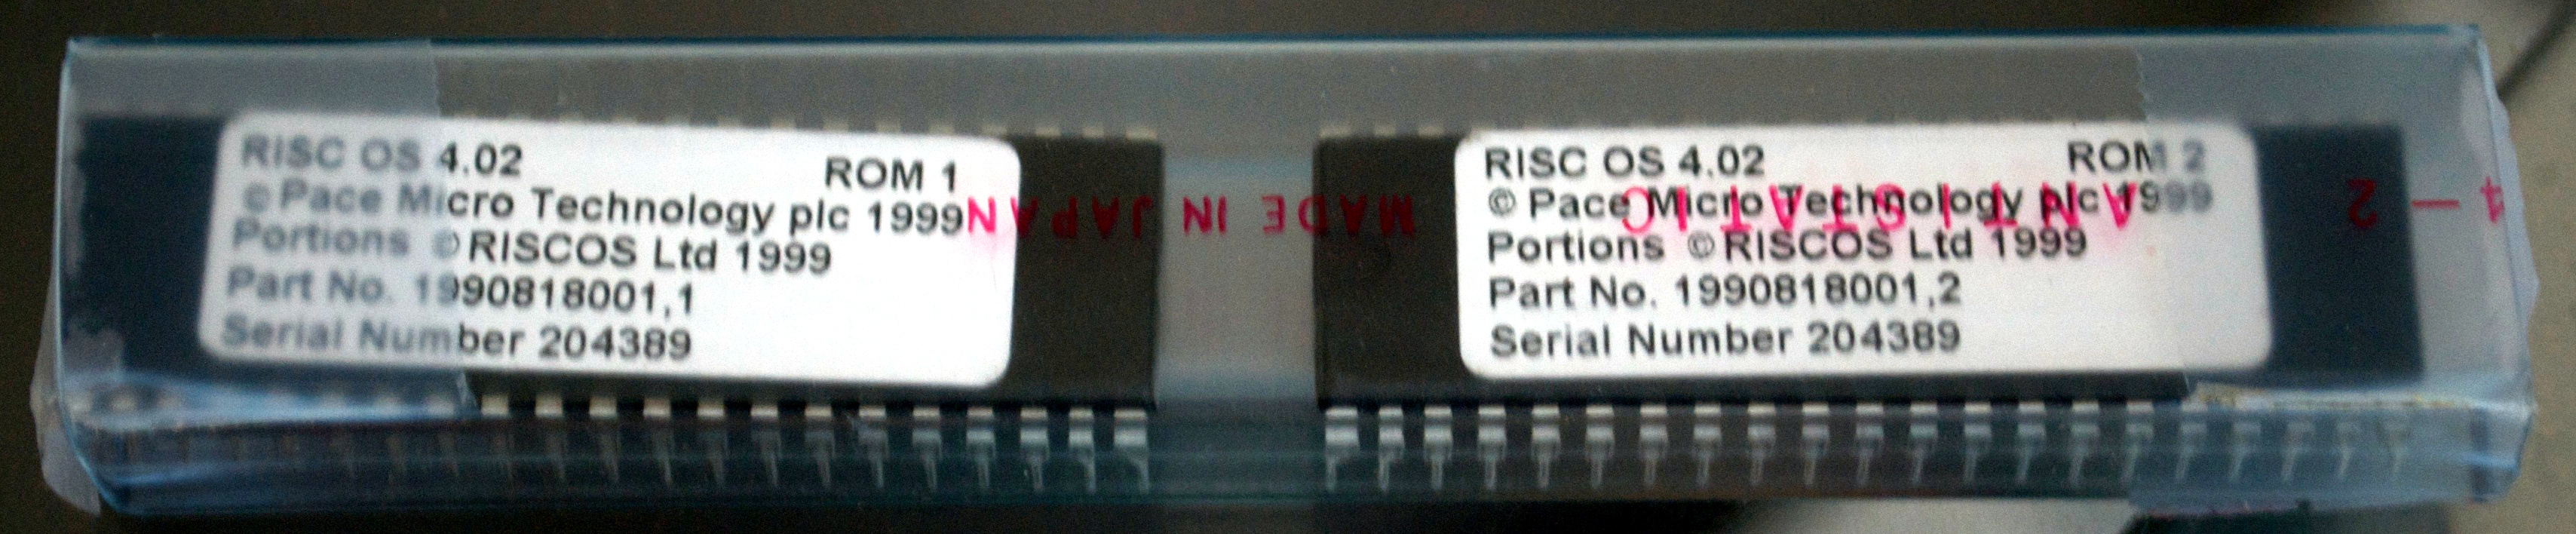 RISC OS 4.02 ROM 1
© Pace Micro Technology plc 1999
Portions © RISCOS Ltd 1999
Part No. 1990818001,1
Serial Number 204389
MADE IN JAPAN
RISC OS 4.02 ROM 2
© Pace Micro Technology plc 1999
Portions © RISCOS Ltd 1999
Part No. 1990818001,2
Serial Number 204389
ANTISTATIC